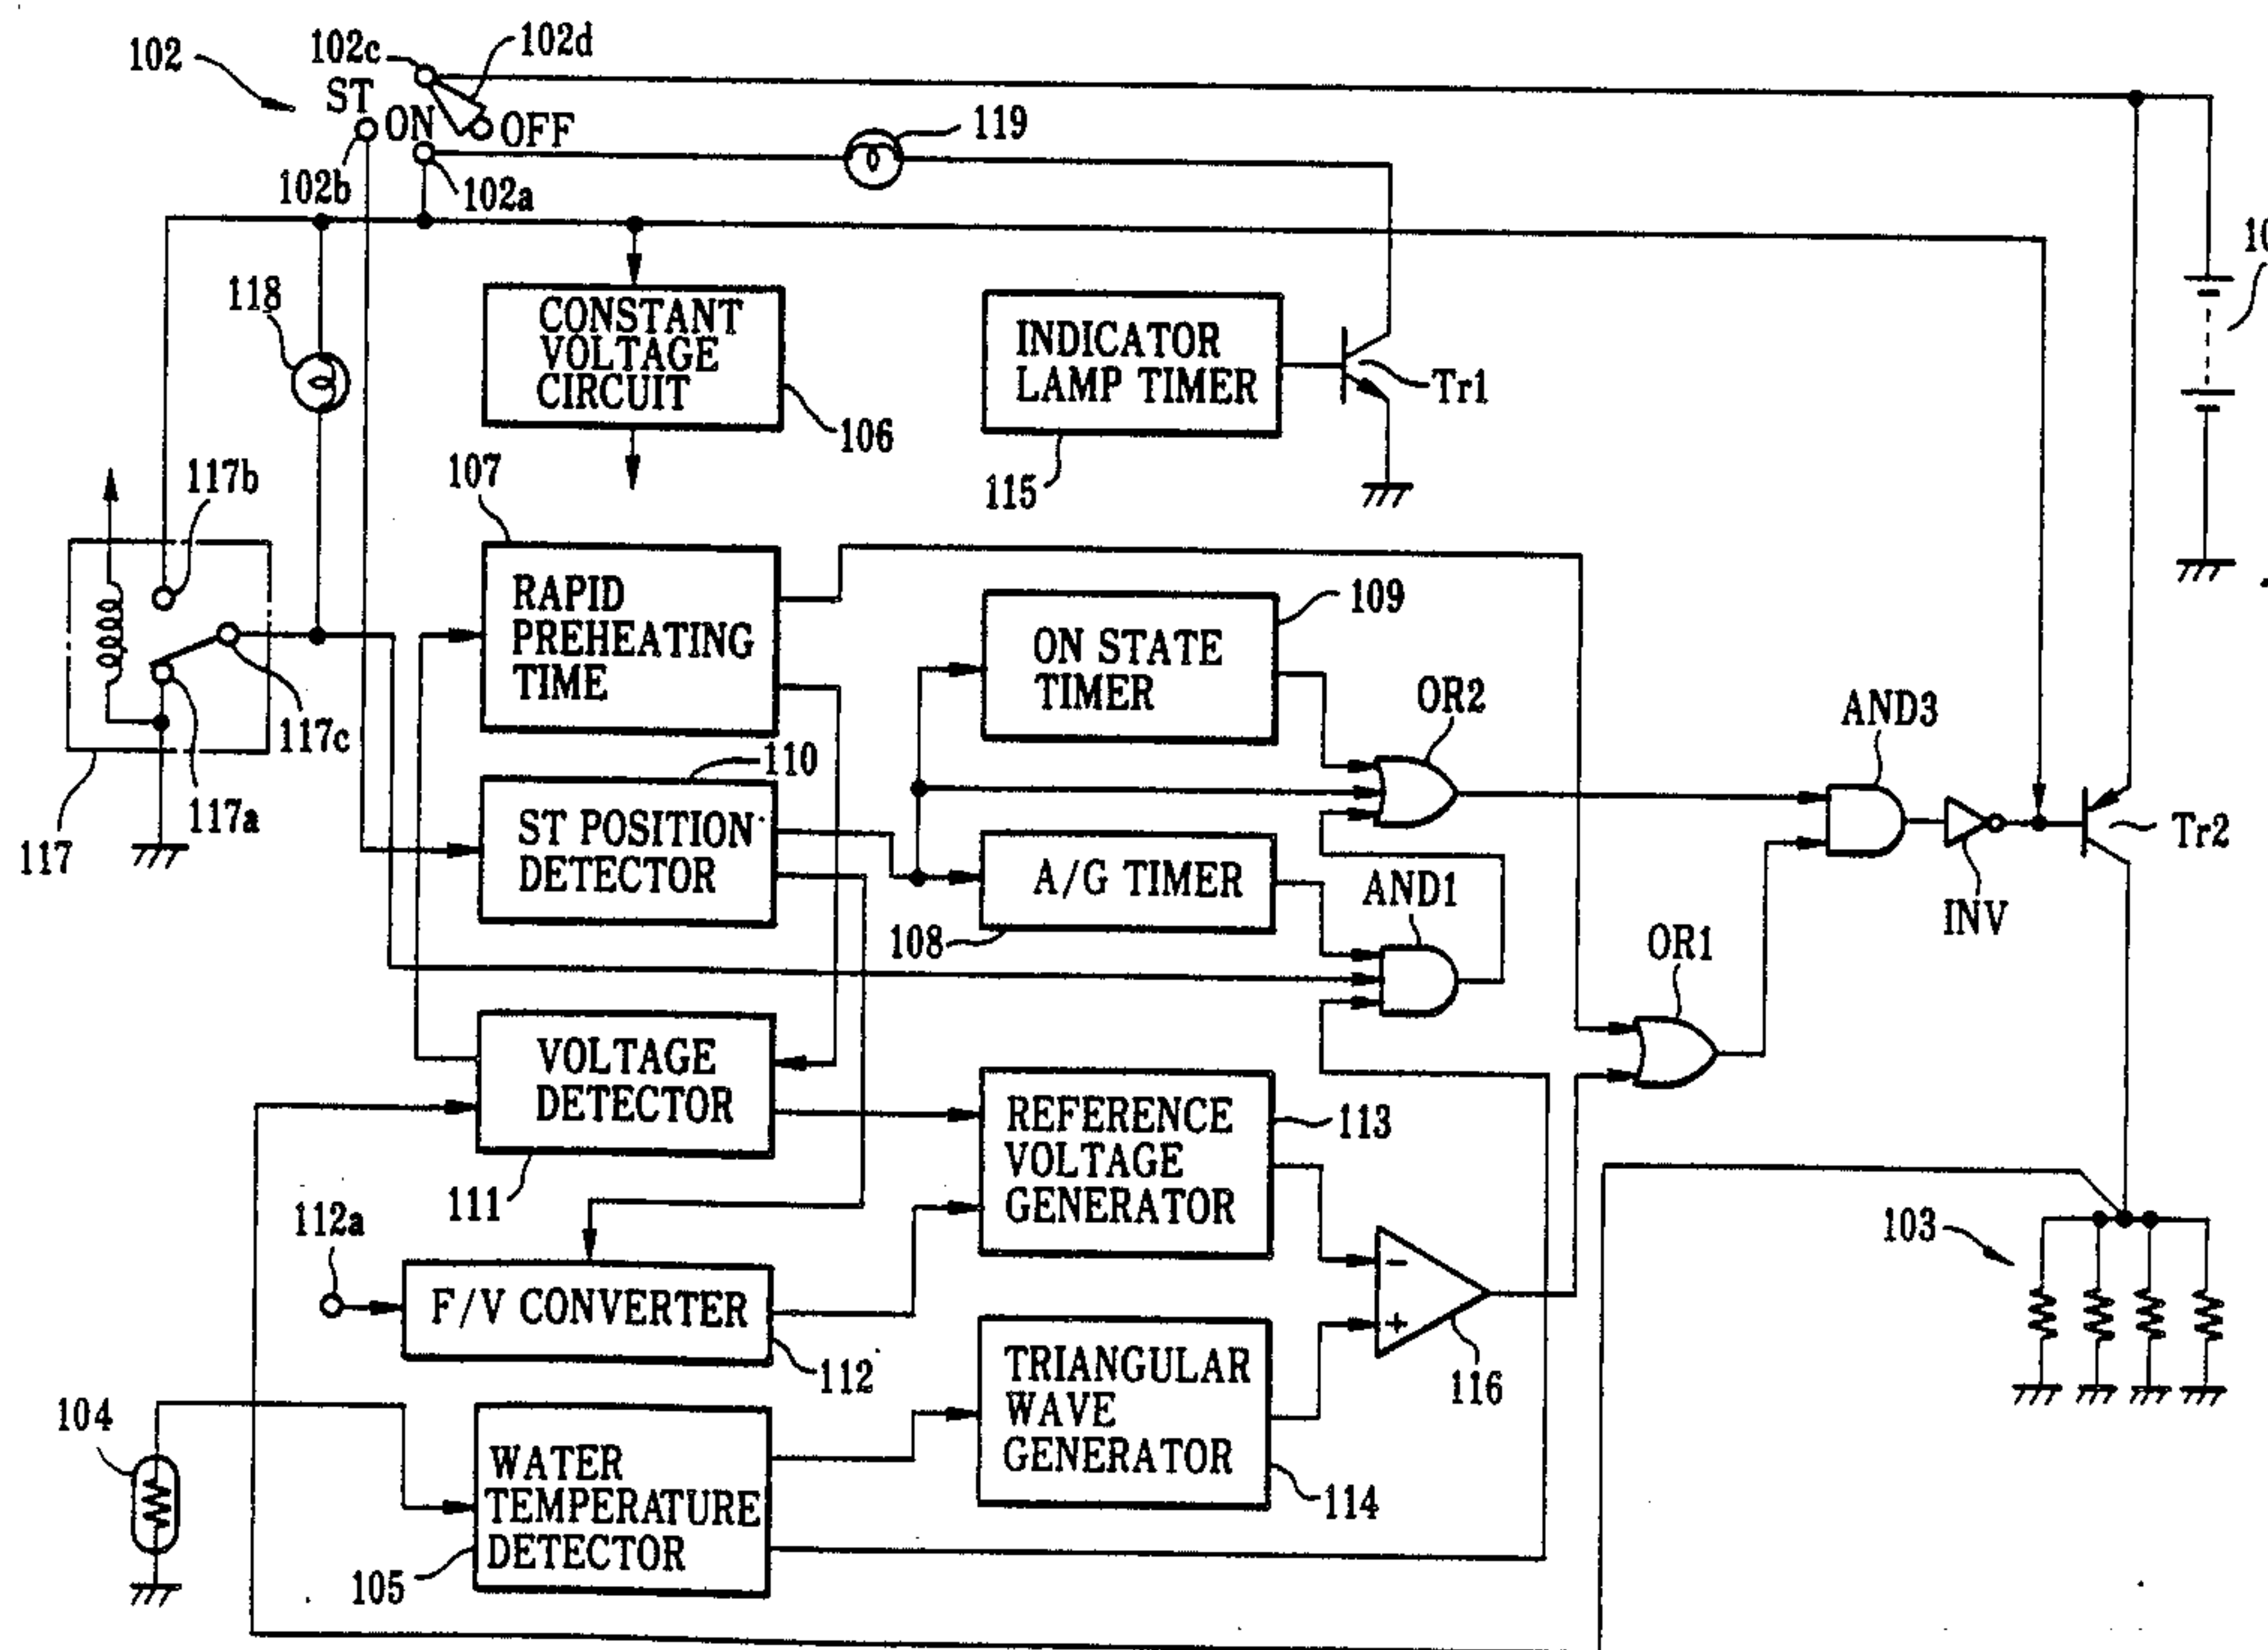 102
102c
102d
ST
ON
OFF
102b
102a
119
118
CONSTANT
VOLTAGE
CIRCUIT
106
INDICATOR
LAMP TIMER
115
Tr1
107
117b
RAPID
PREHEATING
TIME
109
ON STATE
TIMER
OR2
AND3
117c
117a
117
110
ST POSITION
DETECTOR
A/G TIMER
108
AND1
INV
Tr2
OR1
VOLTAGE
DETECTOR
111
REFERENCE
VOLTAGE
GENERATOR
113
112a
F/V CONVERTER
112
-
+
116
103
TRIANGULAR
WAVE
GENERATOR
114
104
WATER
TEMPERATURE
DETECTOR
105